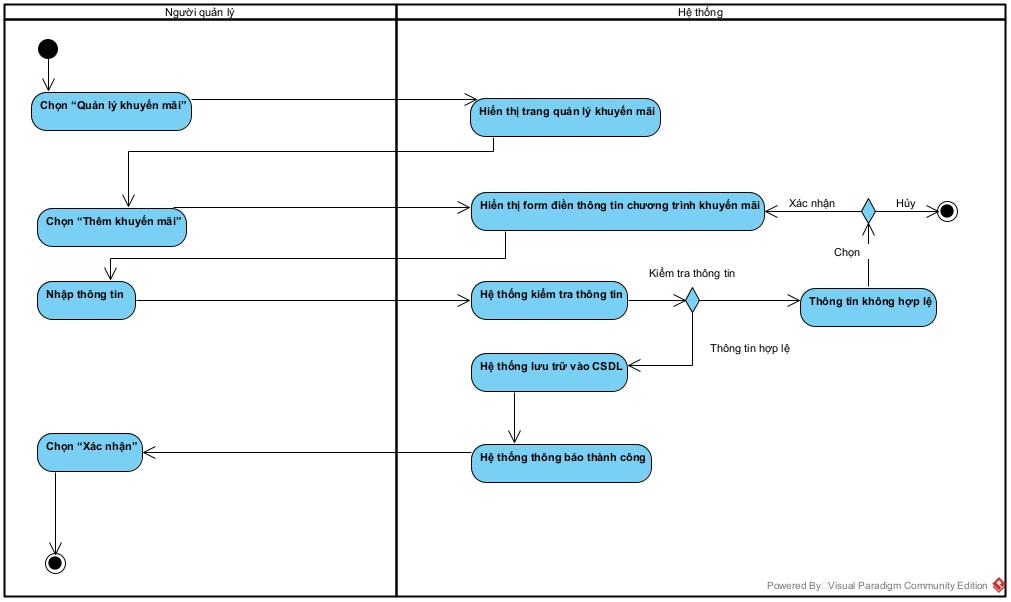 Người quản lý
Hệ thống
Chọn “Quản lý khuyến mãi”
Hiển thị trang quản lý khuyến mãi
Chọn “Thêm khuyến mãi”
Hiển thị form điền thông tin chương trình khuyến mãi
Xác nhận
Hủy
Chọn
Kiểm tra thông tin
Nhập thông tin
Hệ thống kiểm tra thông tin
Thông tin không hợp lệ
Thông tin hợp lệ
Hệ thống lưu trữ vào CSDL
Chọn “Xác nhận”
Hệ thống thông báo thành công
Powered By Visual Paradigm Community Edition